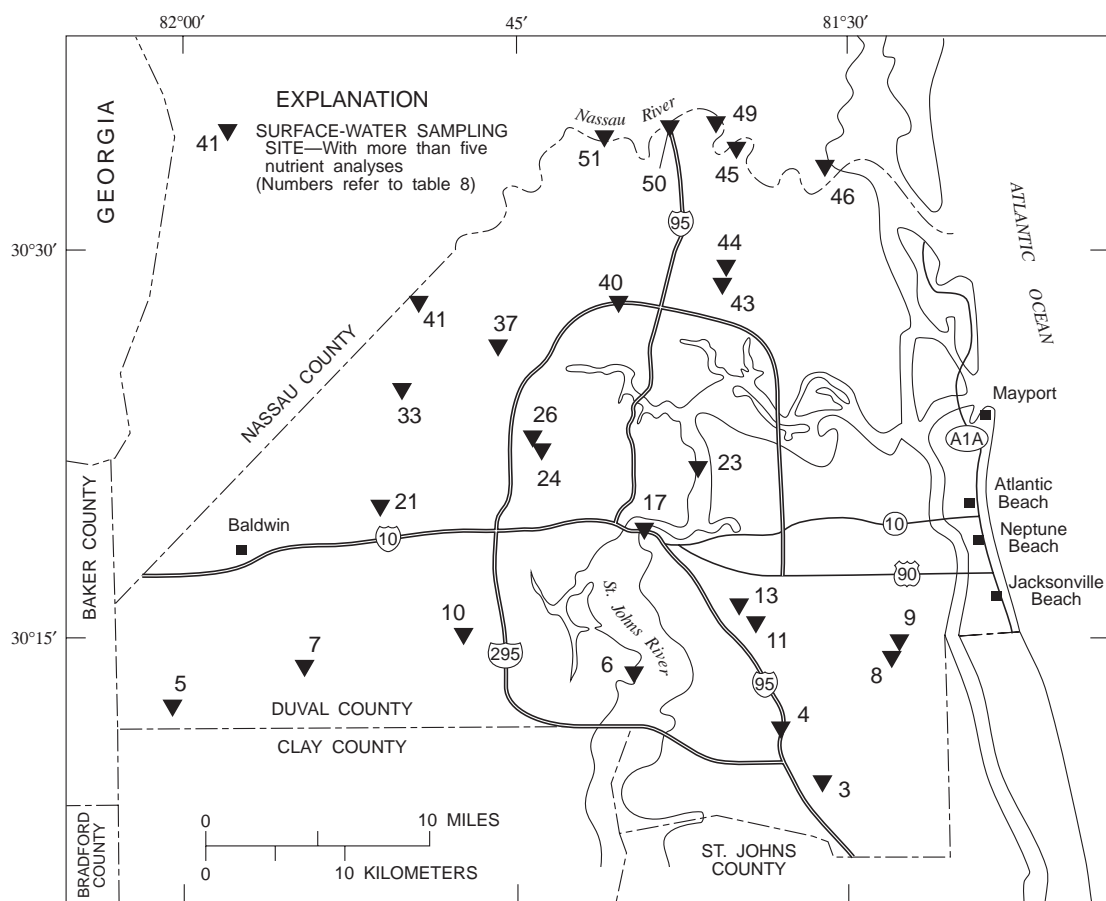 82°00′
45′
81°30′
EXPLANATION
41
SURFACE-WATER SAMPLING
SITE—With more than five
nutrient analyses
(Numbers refer to table 8)
GEORGIA
Nassau
River
49
51
50
45
46
ATLANTIC
OCEAN
95
30°30′
44
43
40
41
37
NASSAU COUNTY
33
26
24
23
Mayport
A1A
21
Baldwin
10
17
10
Atlantic
Beach
Neptune
Beach
90
Jacksonville
Beach
BAKER COUNTY
St. Johns
River
13
11
9
8
30°15′
10
7
295
6
95
5
DUVAL COUNTY
CLAY COUNTY
4
3
0
10 MILES
0
10 KILOMETERS
BRADFORD
COUNTY
ST. JOHNS
COUNTY